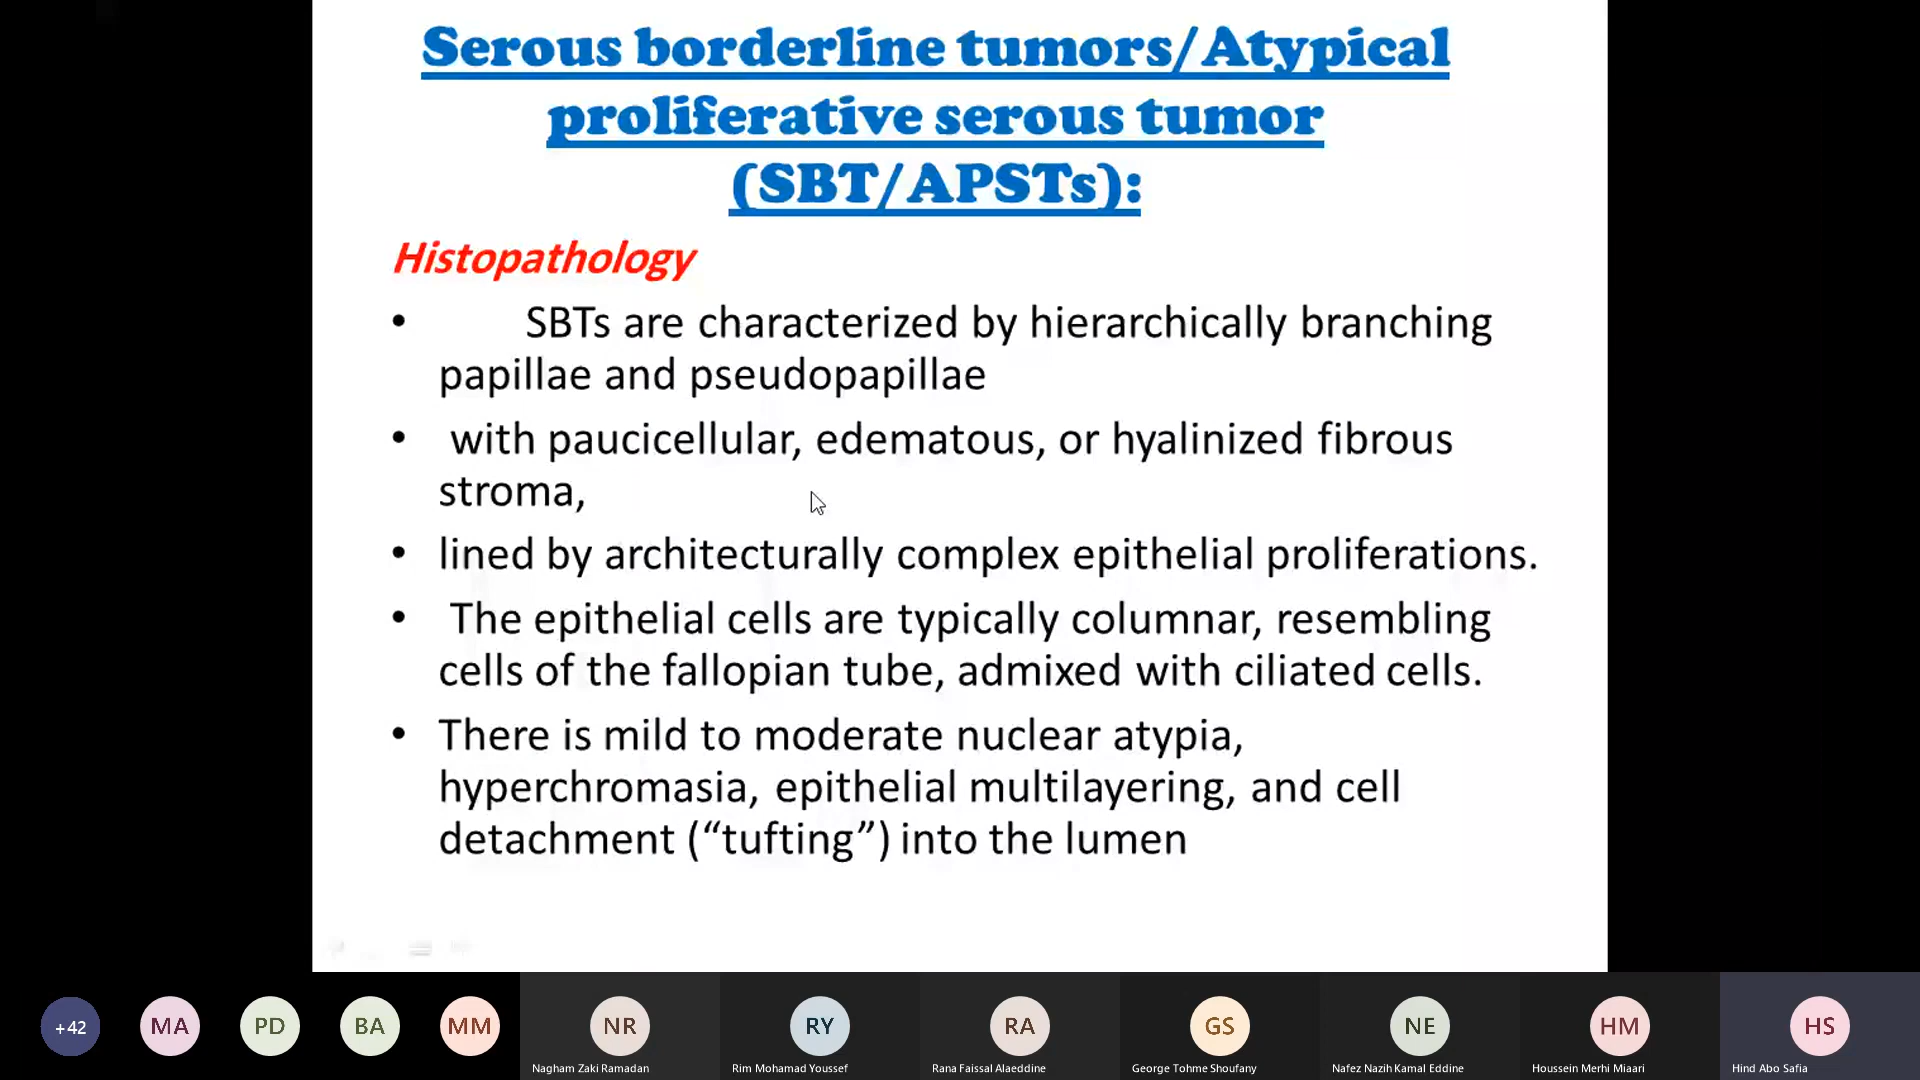 Serous borderline tumors/Atypical
proliferative serous tumor
(SBT/APSTs):
Histopathology
• SBTs are characterized by hierarchically branching
papillae and pseudopapillae
• with paucicellular, edematous, or hyalinized fibrous
stroma,
• lined by architecturally complex epithelial proliferations.
• The epithelial cells are typically columnar, resembling
cells of the fallopian tube, admixed with ciliated cells.
• There is mild to moderate nuclear atypia,
hyperchromasia, epithelial multilayering, and cell
detachment (“tufting”) into the lumen
+42 MA PD BA MM NR RY RA GS NE HM HS
Nagham Zaki Ramadan Rim Mohamad Youssef Rana Faissal Alaeddine George Tohme Shoufany Nafez Nazih Kamal Eddine Houssein Merhi Miaari Hind Abo Safia